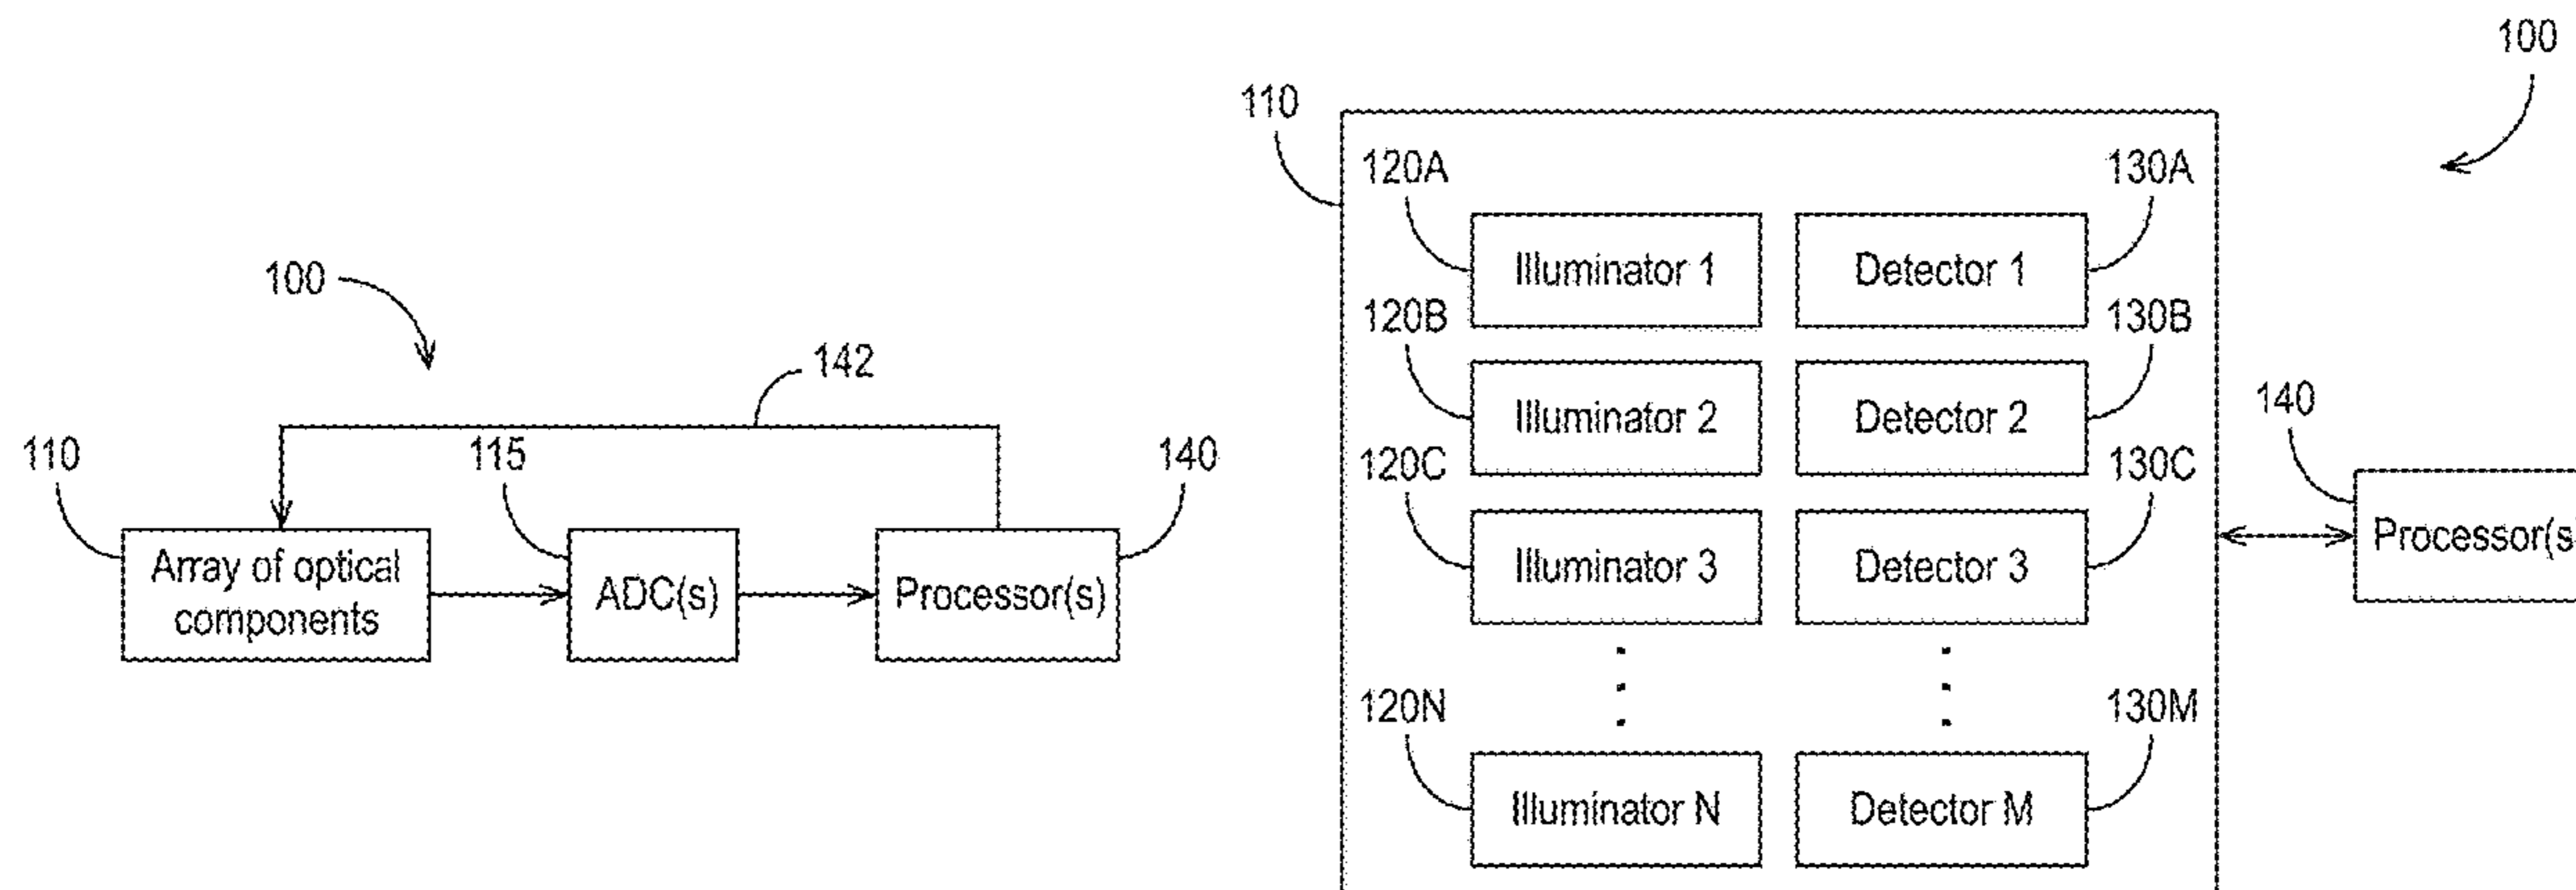 100
142
110
115
140
Array of optical
components
ADC(s)
Processor(s)
100
110
120A
130A
Illuminator 1
Detector 1
120B
130B
Illuminator 2
Detector 2
140
120C
130C
Illuminator 3
Detector 3
Processor(s
120N
130M
Illuminator N
Detector M